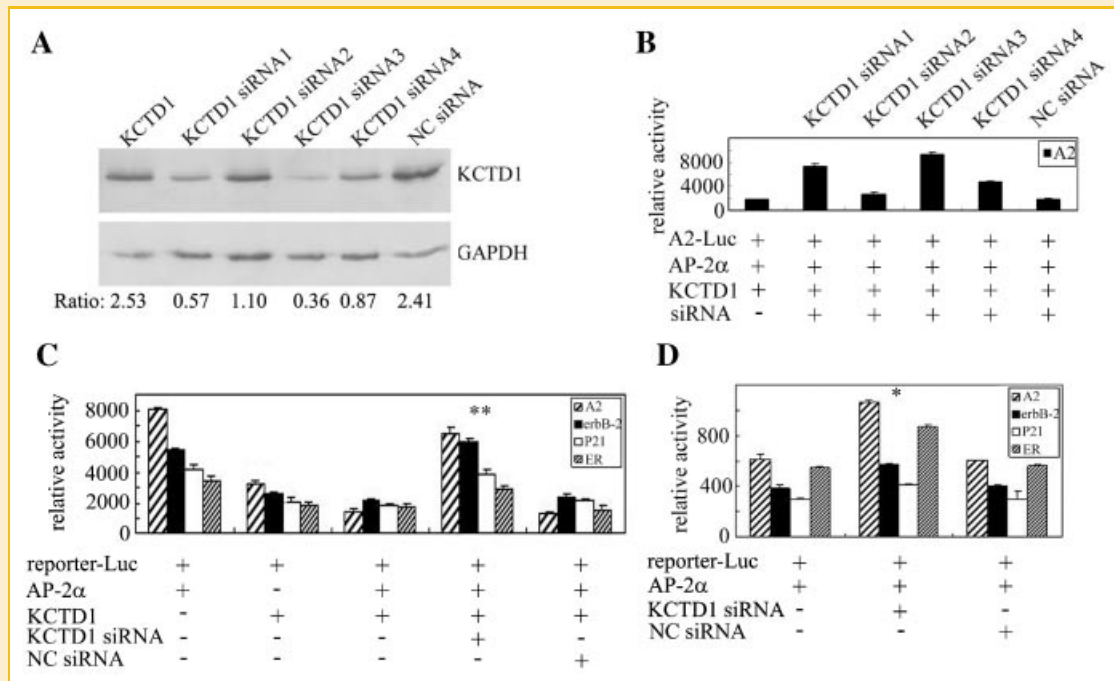 A
KCTD1
KCTD1 siRNA1
KCTD1 siRNA2
KCTD1 siRNA3
KCTD1 siRNA4
NC siRNA
KCTD1
GAPDH
Ratio: 2.53 0.57 1.10 0.36 0.87 2.41
B
KCTD1 siRNA1
KCTD1 siRNA2
KCTD1 siRNA3
KCTD1 siRNA4
NC siRNA
relative activity
8000
4000
0
A2
A2-Luc + + + + + +
AP-2α + + + + + +
KCTD1 + + + + + +
siRNA - + + + + +
C
relative activity
8000
6000
4000
2000
0
**
A2
erbB-2
P21
ER
reporter-Luc + + + + +
AP-2α + - + + +
KCTD1 - + + + +
KCTD1 siRNA - - - + -
NC siRNA - - - - +
D
relative activity
800
400
0
*
A2
erbB-2
P21
ER
reporter-Luc + + +
AP-2α + + +
KCTD1 siRNA - + -
NC siRNA - - +